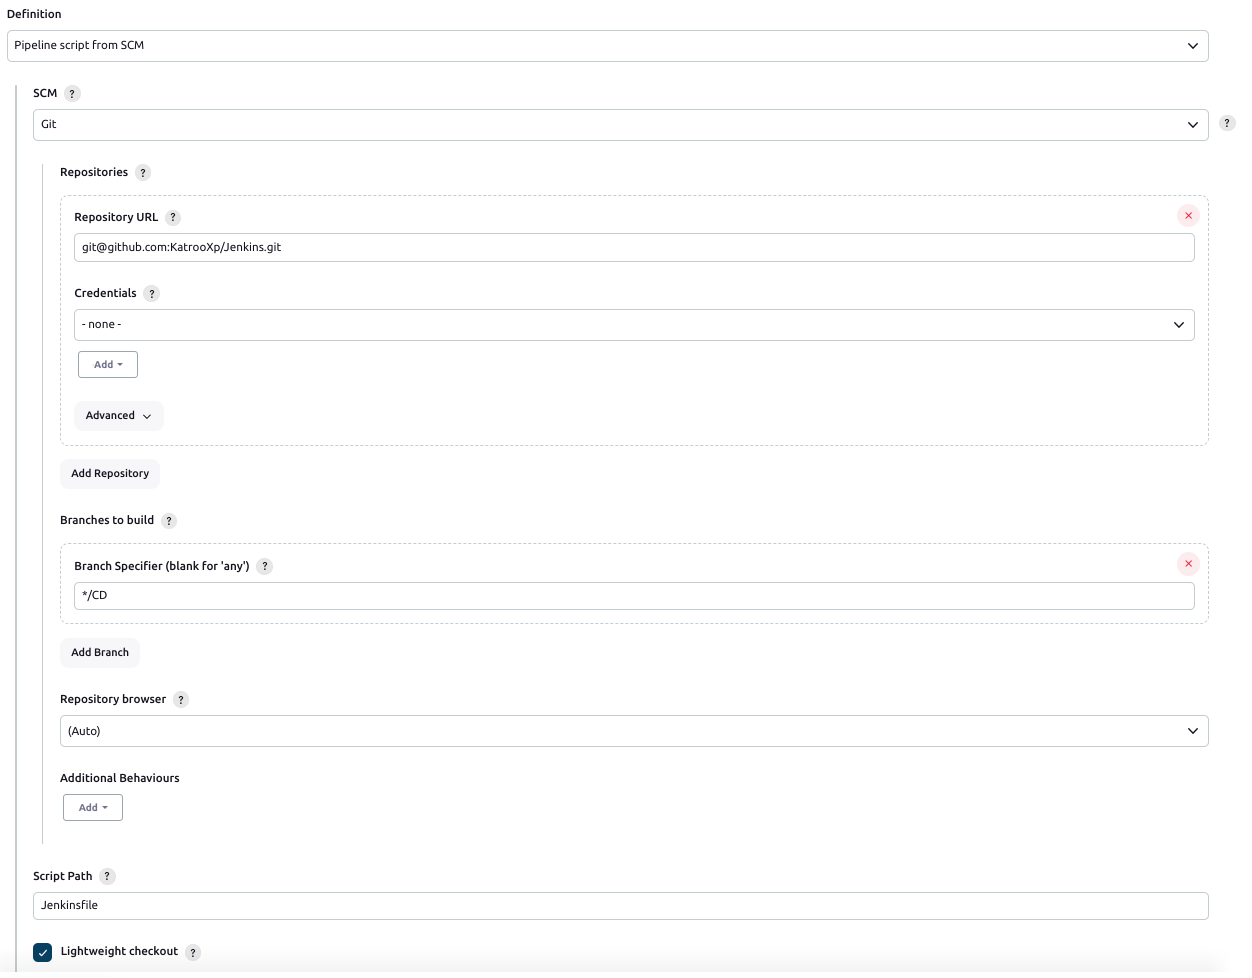 Definition
Pipeline script from SCM
SCM ?
Git
?
Repositories ?
Repository URL ?
git@github.com:KatrooXp/Jenkins.git
Credentials ?
- none -
Add
Advanced
Add Repository
Branches to build ?
Branch Specifier (blank for 'any') ?
*/CD
Add Branch
Repository browser ?
(Auto)
Additional Behaviours
Add
Script Path ?
Jenkinsfile
Lightweight checkout ?